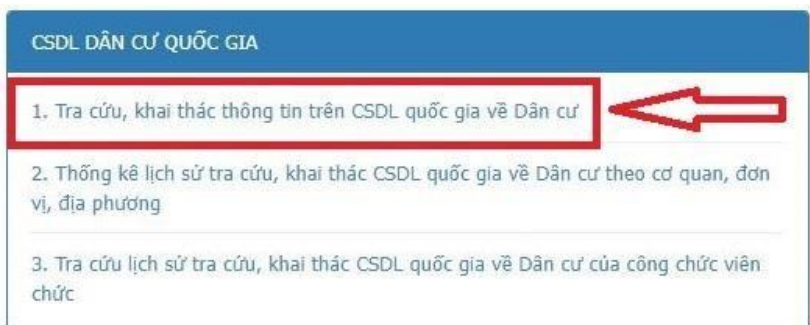 CSDL DÂN CƯ QUỐC GIA
1. Tra cứu, khai thác thông tin trên CSDL quốc gia về Dân cư
2. Thống kê lịch sử tra cứu, khai thác CSDL quốc gia về Dân cư theo cơ quan, đơn
vị, địa phương
3. Tra cứu lịch sử tra cứu, khai thác CSDL quốc gia về Dân cư của công chức viên
chức